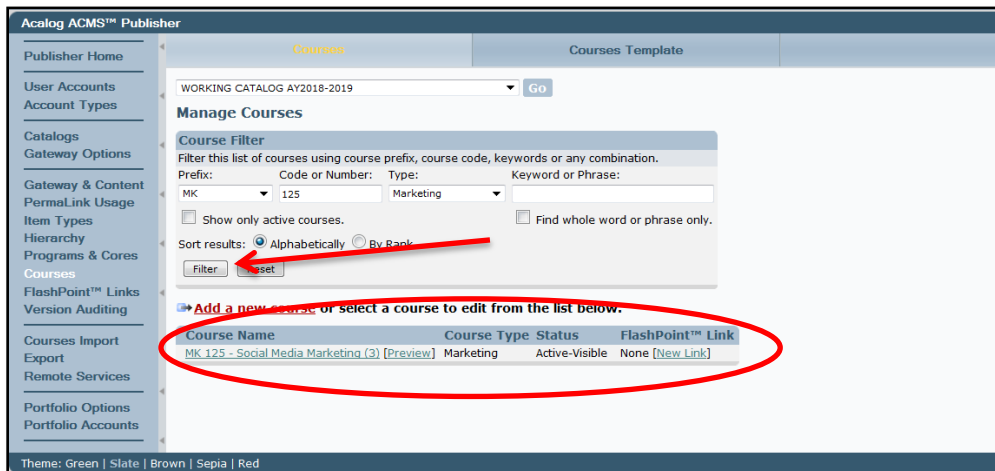 Acalog ACMS™ Publisher
Publisher Home
User Accounts
Account Types
Catalogs
Gateway Options
Gateway & Content
PermaLink Usage
Item Types
Hierarchy
Programs & Cores
Courses
FlashPoint™ Links
Version Auditing
Courses Import
Export
Remote Services
Portfolio Options
Portfolio Accounts
Courses
Courses Template
WORKING CATALOG AY2018-2019
Go
Manage Courses
Course Filter
Filter this list of courses using course prefix, course code, keywords or any combination.
Prefix: Code or Number: Type: Keyword or Phrase:
MK 125 Marketing
Show only active courses. Find whole word or phrase only.
Sort results: Alphabetically By Rank
Filter Reset
Add a new course or select a course to edit from the list below.
Course Name Course Type Status FlashPoint™ Link
MK 125 - Social Media Marketing (3) [Preview] Marketing Active-Visible None [New Link]
Theme: Green | Slate | Brown | Sepia | Red